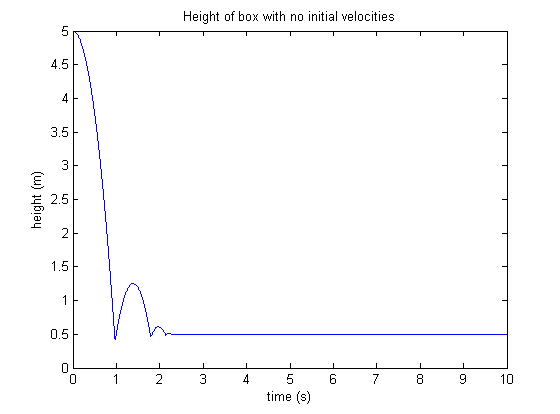 Height of box with no initial velocities
5
4.5
4
3.5
3
2.5
2
1.5
1
0.5
0
height (m)
0 1 2 3 4 5 6 7 8 9 10
time (s)